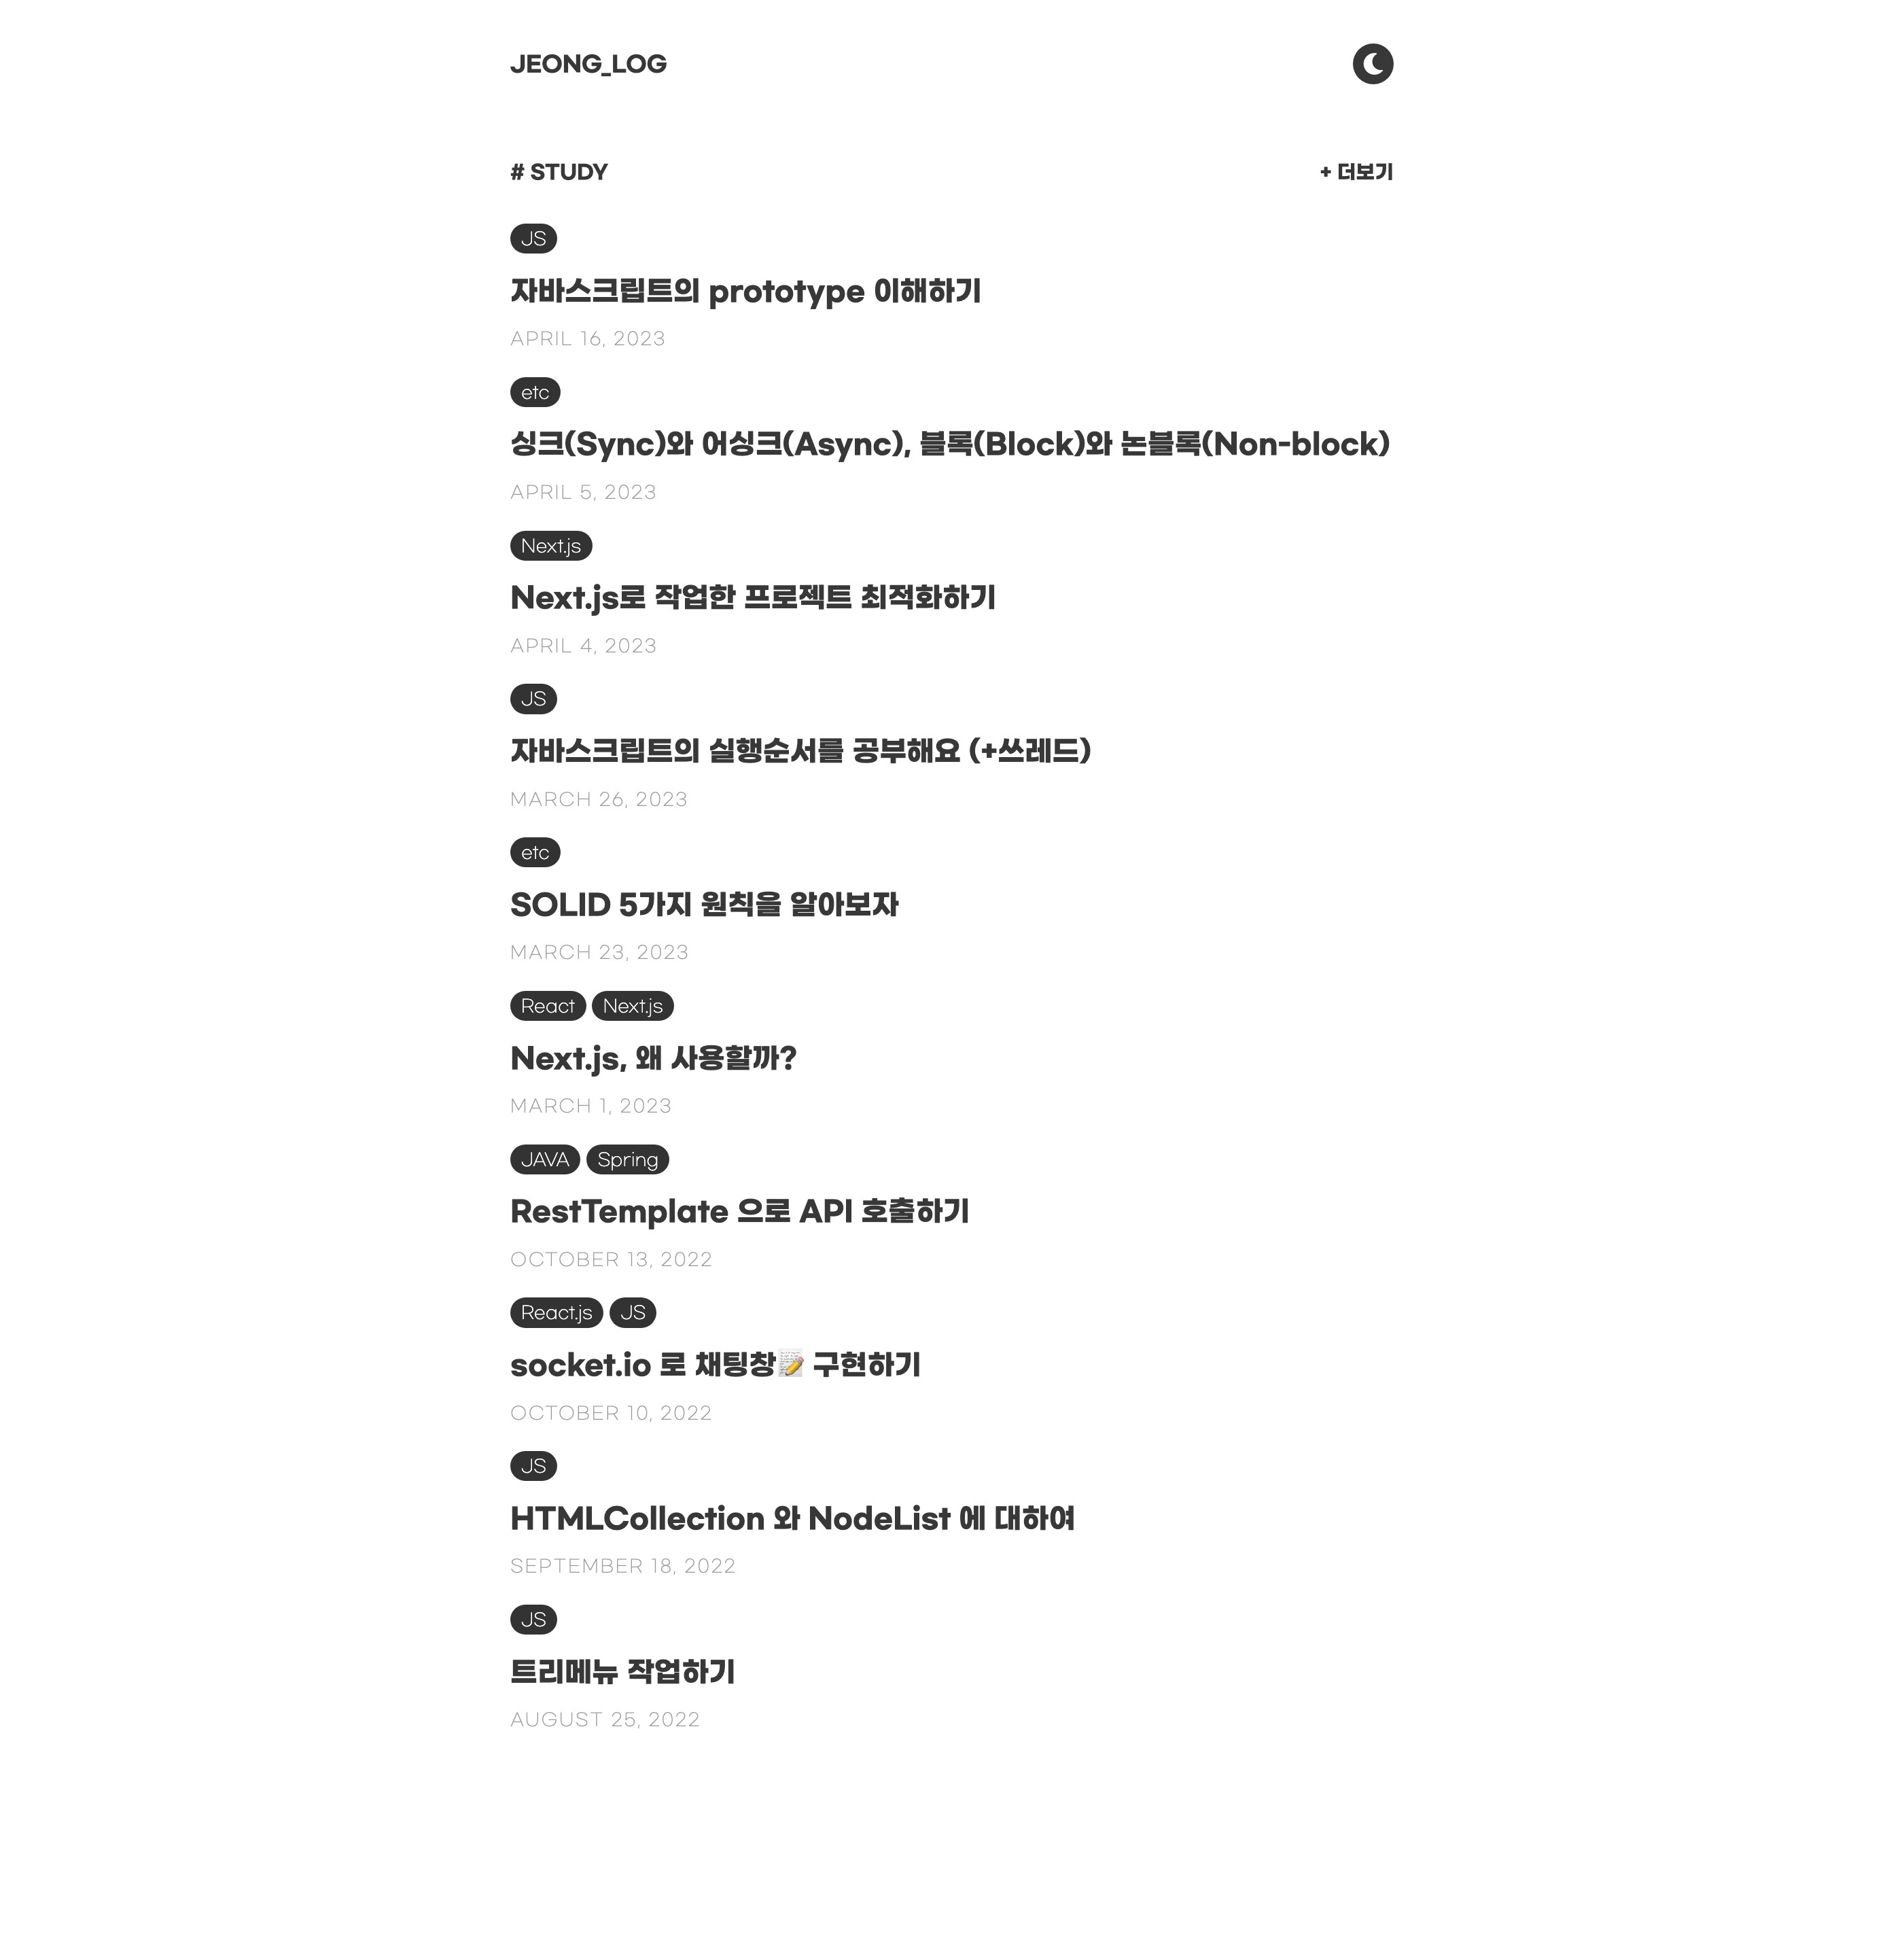 JEONG_LOG
# STUDY + 더보기
JS
자바스크립트의 prototype 이해하기
APRIL 16, 2023
etc
싱크(Sync)와 어싱크(Async), 블록(Block)와 논블록(Non-block)
APRIL 5, 2023
Next.js
Next.js로 작업한 프로젝트 최적화하기
APRIL 4, 2023
JS
자바스크립트의 실행순서를 공부해요 (+쓰레드)
MARCH 26, 2023
etc
SOLID 5가지 원칙을 알아보자
MARCH 23, 2023
React Next.js
Next.js, 왜 사용할까?
MARCH 1, 2023
JAVA Spring
RestTemplate 으로 API 호출하기
OCTOBER 13, 2022
React.js JS
socket.io 로 채팅창📝 구현하기
OCTOBER 10, 2022
JS
HTMLCollection 와 NodeList 에 대하여
SEPTEMBER 18, 2022
JS
트리메뉴 작업하기
AUGUST 25, 2022